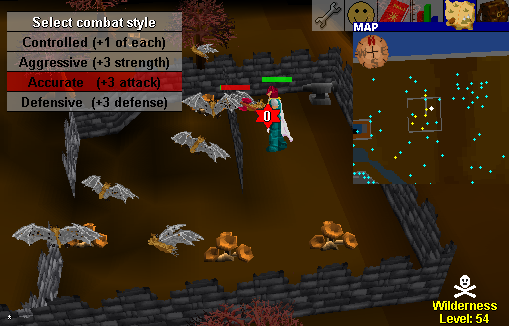 Select combat style
Controlled (+1 of each)
Aggressive (+3 strength)
Accurate (+3 attack)
Defensive (+3 defense)
MAP
0
Wilderness
Level: 54
*